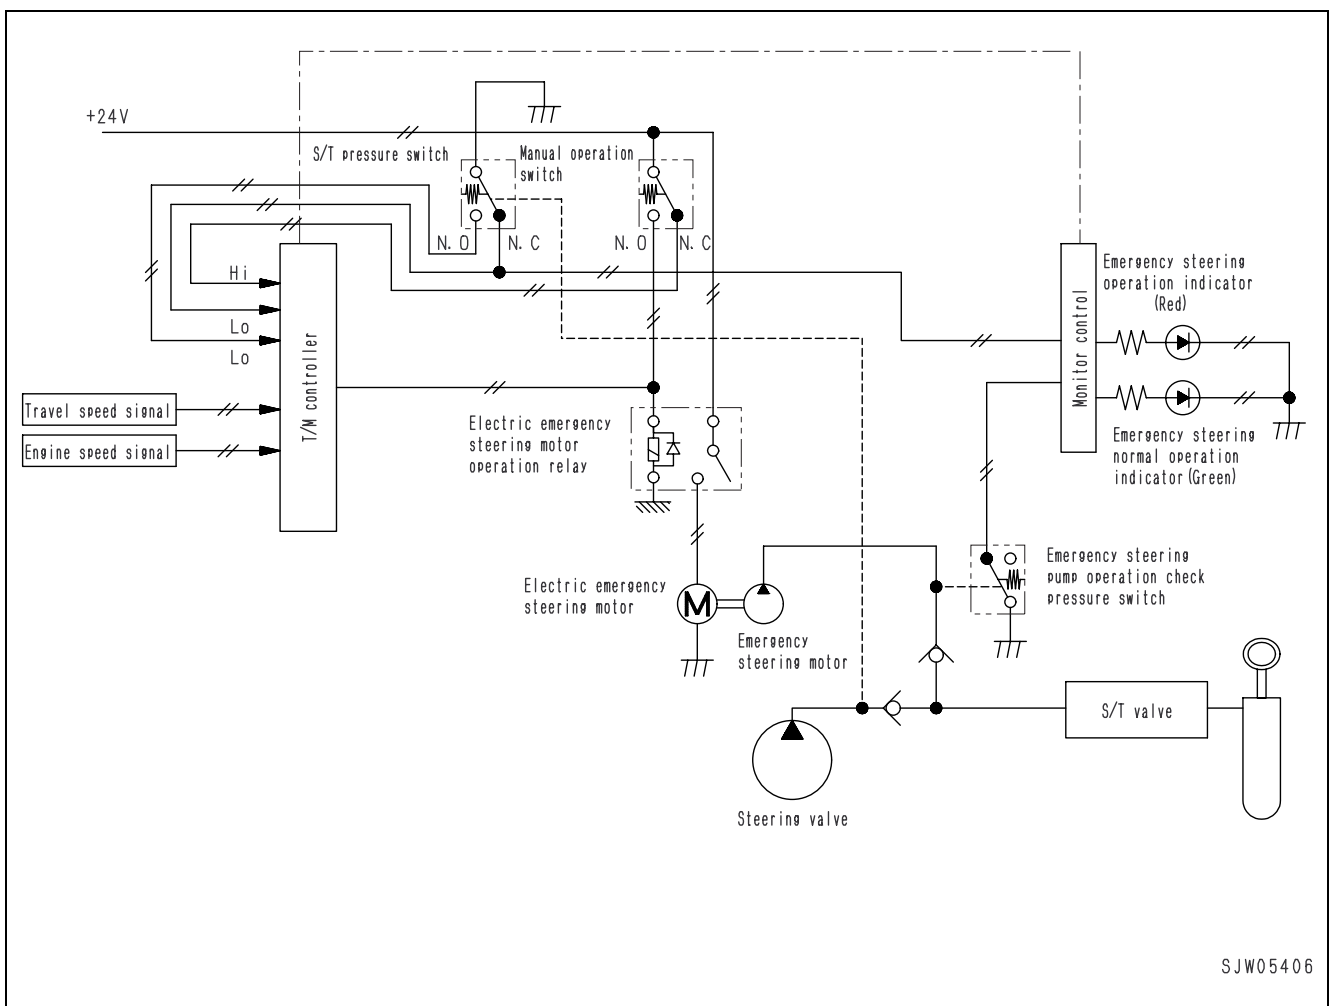 +24V
S/T pressure switch
Manual operation
switch
N.O
N.C
N.O
N.C
Hi
Lo
Lo
T/M controller
Travel speed signal
Engine speed signal
Electric emergency
steering motor
operation relay
Monitor control
Emergency steering
operation indicator
(Red)
Emergency steering
normal operation
indicator(Green)
Electric emergency
steering motor
M
Emergency
steering motor
Emergency steering
pump operation check
pressure switch
S/T valve
Steering valve
SJW05406